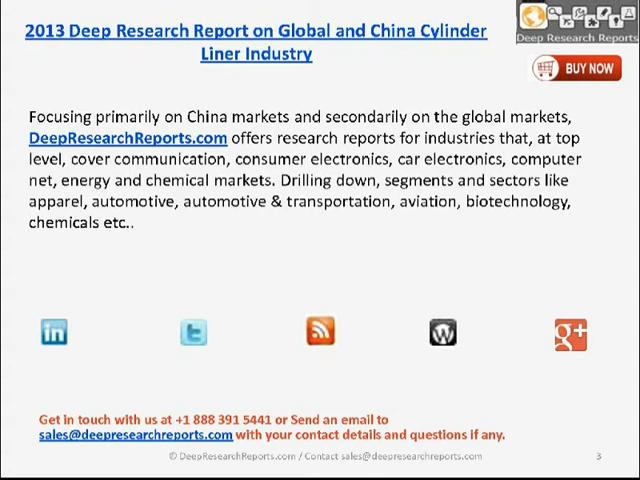 2013 Deep Research Report on Global and China Cylinder
Liner Industry
Deep Research Reports
BUY NOW
Focusing primarily on China markets and secondarily on the global markets,
DeepResearchReports.com offers research reports for industries that, at top
level, cover communication, consumer electronics, car electronics, computer
net, energy and chemical markets. Drilling down, segments and sectors like
apparel, automotive, automotive & transportation, aviation, biotechnology,
chemicals etc..
in
t
W
g+
Get in touch with us at +1 888 391 5441 or Send an email to
sales@deepresearchreports.com with your contact details and questions if any.
© DeepResearchReports.com / Contact sales@deepresearchreports.com
3